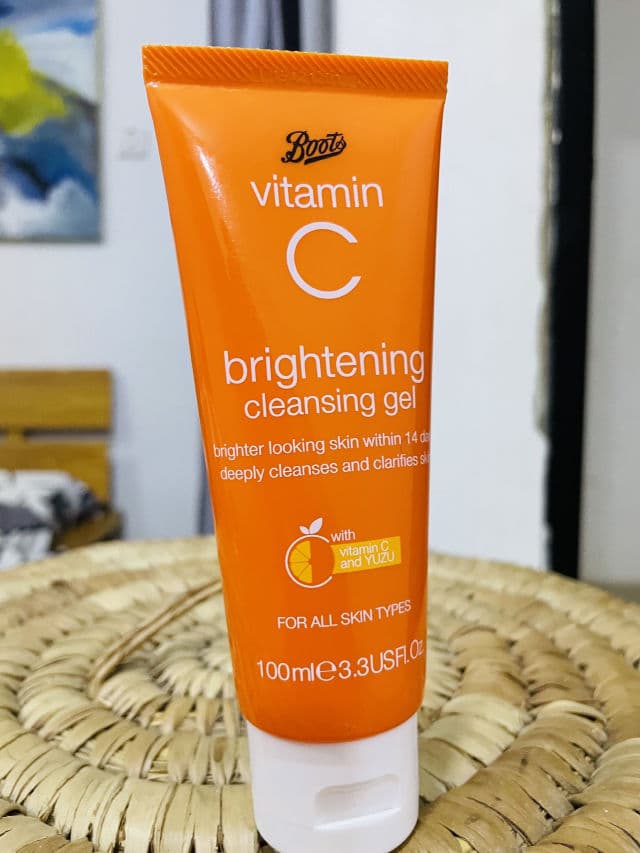 Boots
vitamin
C
brightening
cleansing gel
brighter looking skin within 14
deeply cleanses and clarifies
with
vitamin C
and YUZU
FOR ALL SKIN TYPES
100ml℮3.3USFl.Oz